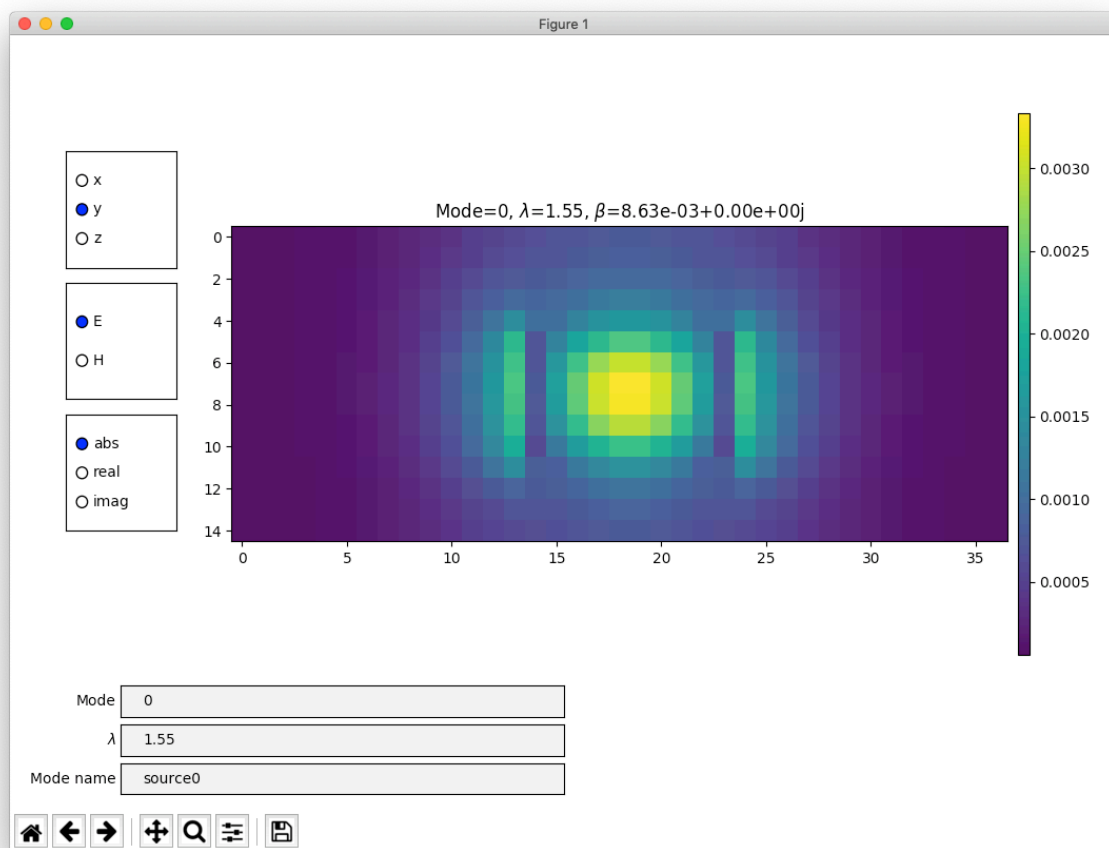 Figure 1
x
y
z
E
H
abs
real
imag
Mode=0, λ=1.55, β=8.63e-03+0.00e+00j
0
2
4
6
8
10
12
14
0 5 10 15 20 25 30 35
0.0030
0.0025
0.0020
0.0015
0.0010
0.0005
Mode 0
λ 1.55
Mode name source0